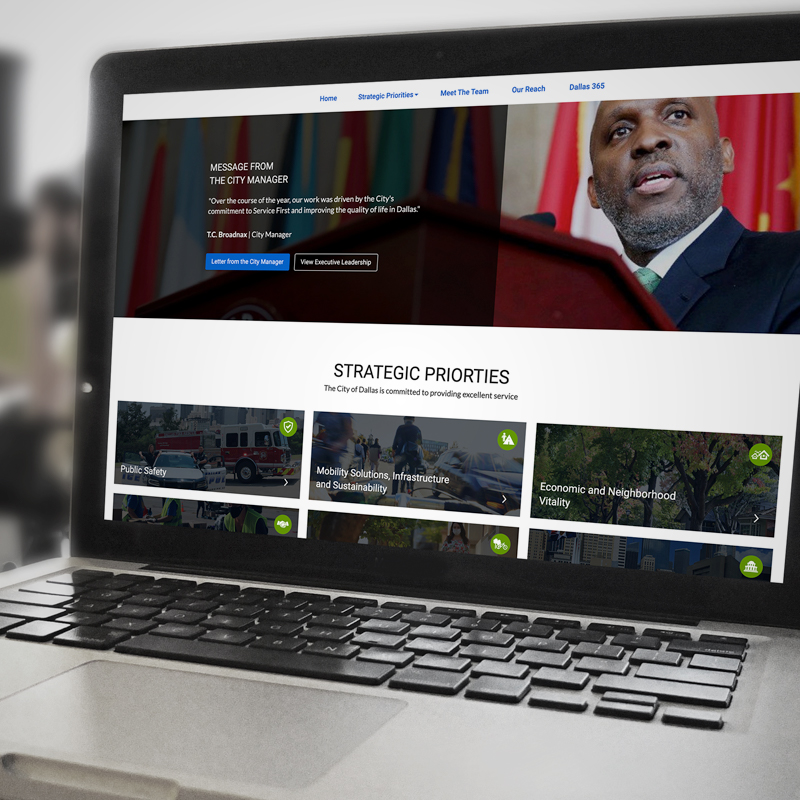 Home Strategic Priorities Meet The Team Our Reach Dallas 365
MESSAGE FROM
THE CITY MANAGER
"Over the course of the year, our work was driven by the City's
commitment to Service First and improving the quality of life in Dallas."
T.C. Broadnax | City Manager
Letter from the City Manager View Executive Leadership
STRATEGIC PRIORTIES
The City of Dallas is committed to providing excellent service
Public Safety
Mobility Solutions, Infrastructure
and Sustainability
Economic and Neighborhood
Vitality